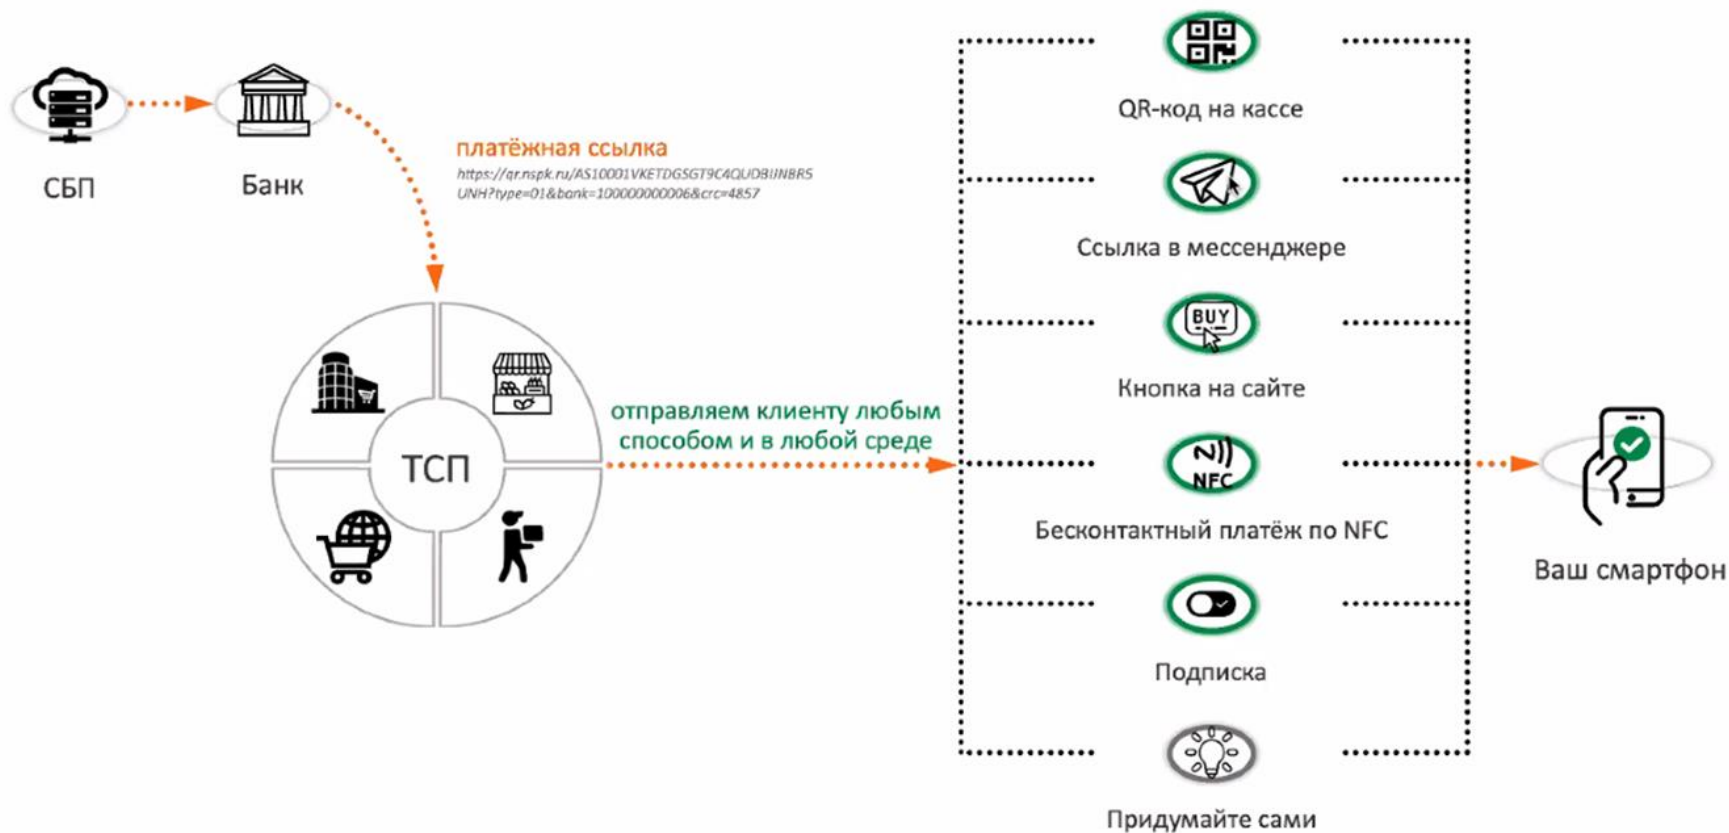 СБП
Банк
платёжная ссылка
https://qr.nspk.ru/AS10001VKETDGSGT9C4QUDBIJNBR5
UNH?type=01&bank=100000000006&crc=4857
ТСП
отправляем клиенту любым
способом и в любой среде
QR-код на кассе
Ссылка в мессенджере
BUY
Кнопка на сайте
N
NFC
Бесконтактный платёж по NFC
Подписка
Придумайте сами
Ваш смартфон